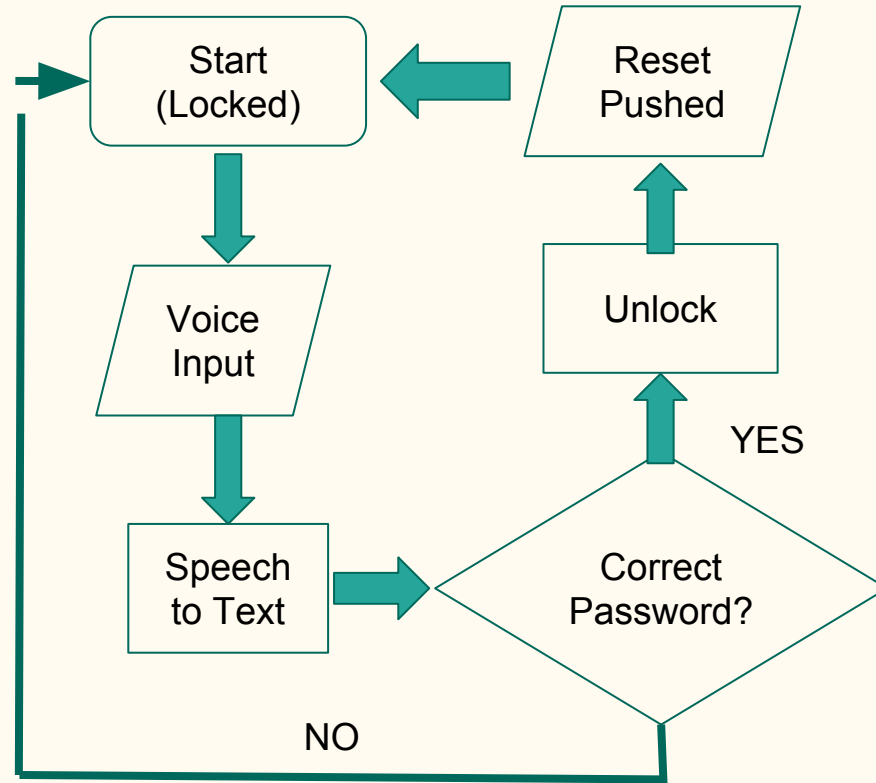 Start
(Locked)
Reset
Pushed
Voice
Input
Unlock
YES
Speech
to Text
Correct
Password?
NO